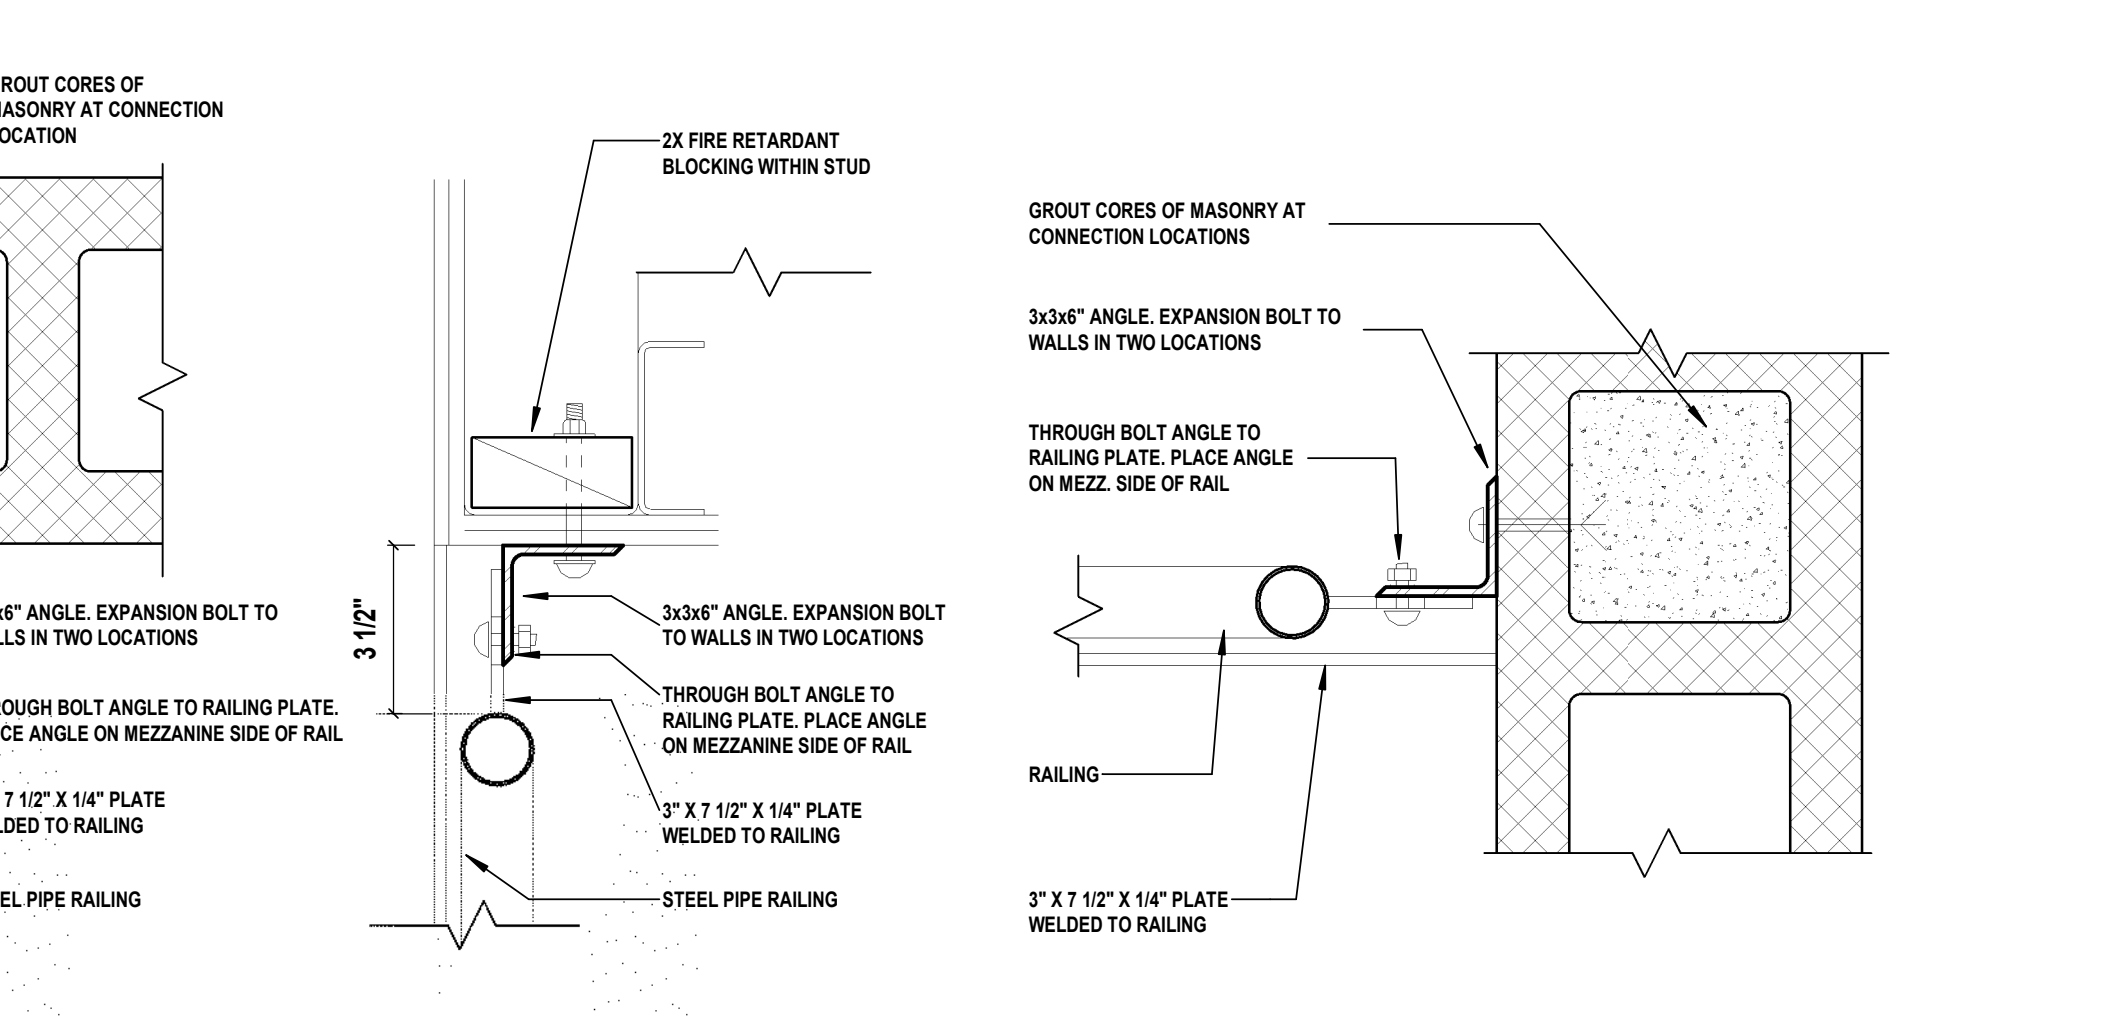 ROUT CORES OF
MASONRY AT CONNECTION
OCATION
x6" ANGLE. EXPANSION BOLT TO
LLS IN TWO LOCATIONS
ROUGH BOLT ANGLE TO RAILING PLATE.
CE ANGLE ON MEZZANINE SIDE OF RAIL
7 1/2" X 1/4" PLATE
LDED TO RAILING
EL PIPE RAILING
2X FIRE RETARDANT
BLOCKING WITHIN STUD
3 1/2"
3x3x6" ANGLE. EXPANSION BOLT
TO WALLS IN TWO LOCATIONS
THROUGH BOLT ANGLE TO
RAILING PLATE. PLACE ANGLE
ON MEZZANINE SIDE OF RAIL
3" X 7 1/2" X 1/4" PLATE
WELDED TO RAILING
STEEL PIPE RAILING
GROUT CORES OF MASONRY AT
CONNECTION LOCATIONS
3x3x6" ANGLE. EXPANSION BOLT TO
WALLS IN TWO LOCATIONS
THROUGH BOLT ANGLE TO
RAILING PLATE. PLACE ANGLE
ON MEZZ. SIDE OF RAIL
RAILING
3" X 7 1/2" X 1/4" PLATE
WELDED TO RAILING